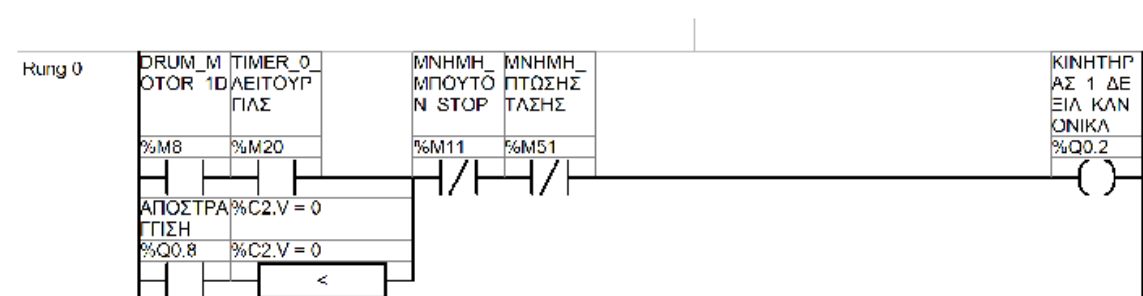 Rung 0
DRUM_M
OTOR 1D
TIMER_0_
ΛΕΙΤΟΥΡ
ΓΙΑΣ
ΜΝΗΜΗ_
ΜΠΟΥΤΟ
Ν STOP
ΜΝΗΜΗ_
ΠΤΩΣΗΣ
ΤΑΣΗΣ
ΚΙΝΗΤΗΡ
ΑΣ 1 ΔΕ
ΞΙΑ ΚΑΝ
ΟΝΙΚΑ
%M8 %M20 %M11 %M51 %Q0.2
ΑΠΟΣΤΡΑ
ΓΓΙΣΗ
%C2.V = 0
%Q0.8 %C2.V = 0
<